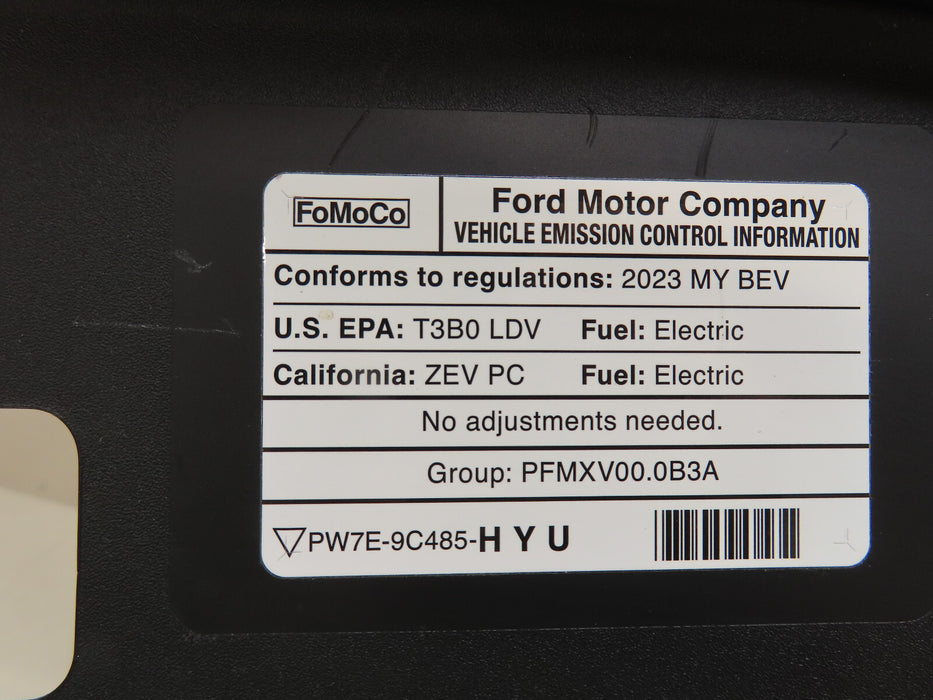 FoMoCo
Ford Motor Company
VEHICLE EMISSION CONTROL INFORMATION
Conforms to regulations: 2023 MY BEV
U.S. EPA: T3B0 LDV Fuel: Electric
California: ZEV PC Fuel: Electric
No adjustments needed.
Group: PFMXV00.0B3A
PW7E-9C485-H Y U